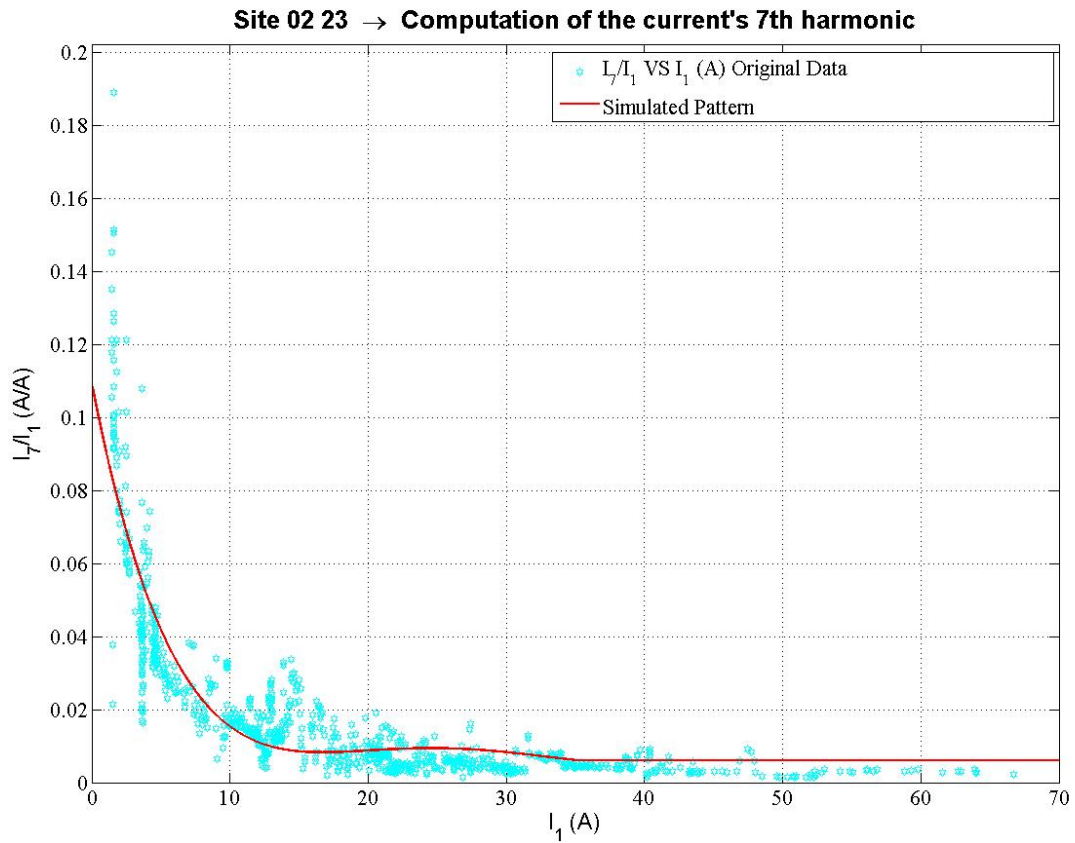 Site 02 23 → Computation of the current's 7th harmonic
I7/I1 VS I1 (A) Original Data
Simulated Pattern
I7/I1 (A/A)
0.2
0.18
0.16
0.14
0.12
0.1
0.08
0.06
0.04
0.02
0
0 10 20 30 40 50 60 70
I1 (A)